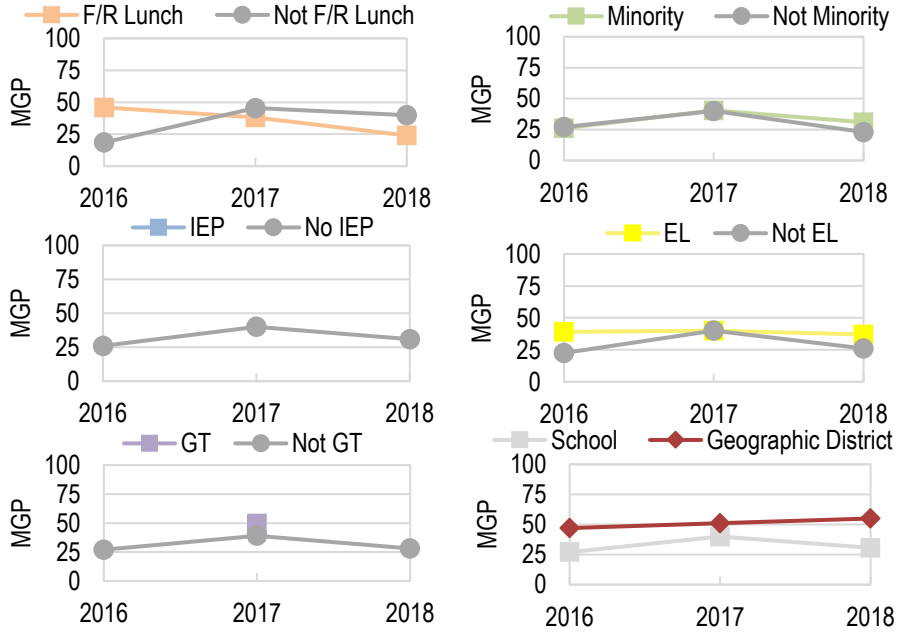 F/R Lunch Not F/R Lunch
100
75
50
25
0
MGP
2016 2017 2018
Minority Not Minority
100
75
50
25
0
MGP
2016 2017 2018
IEP No IEP
100
75
50
25
0
MGP
2016 2017 2018
EL Not EL
100
75
50
25
0
MGP
2016 2017 2018
GT Not GT
100
75
50
25
0
MGP
2016 2017 2018
School Geographic District
100
75
50
25
0
MGP
2016 2017 2018